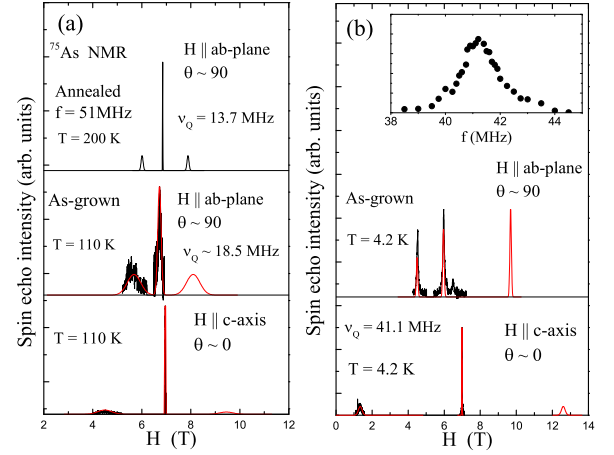 (a)
⁷⁵As NMR
H || ab-plane
θ ~ 90
Annealed
f = 51MHz
T = 200 K
ν_Q = 13.7 MHz
As-grown
T = 110 K
H || ab-plane
θ ~ 90
ν_Q ~ 18.5 MHz
T = 110 K
H || c-axis
θ ~ 0
Spin echo intensity (arb. units)
2 4 6 8 10 12
H (T)
(b)
38 40 42 44
f (MHz)
H || ab-plane
θ ~ 90
As-grown
T = 4.2 K
ν_Q = 41.1 MHz
H || c-axis
θ ~ 0
T = 4.2 K
Spin echo intensity (arb. units)
0 2 4 6 8 10 12
H (T)